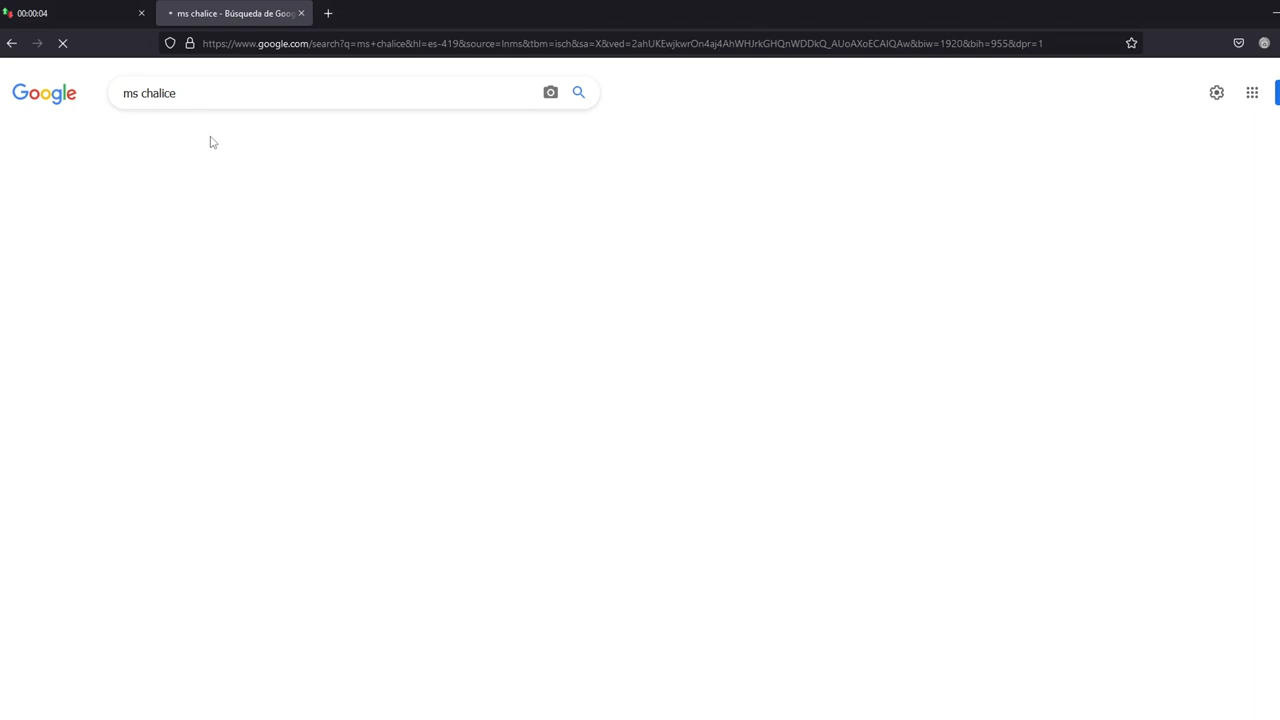 00:00:04
ms chalice - Búsqueda de Goog
https://www.google.com/search?q=ms+chalice&hl=es-419&source=lnms&tbm=isch&sa=X&ved=2ahUKEwjkwrOn4aj4AhWHJrkGHQnWDDkQ_AUoAXoECAIQAw&biw=1920&bih=955&dpr=1
Google
ms chalice